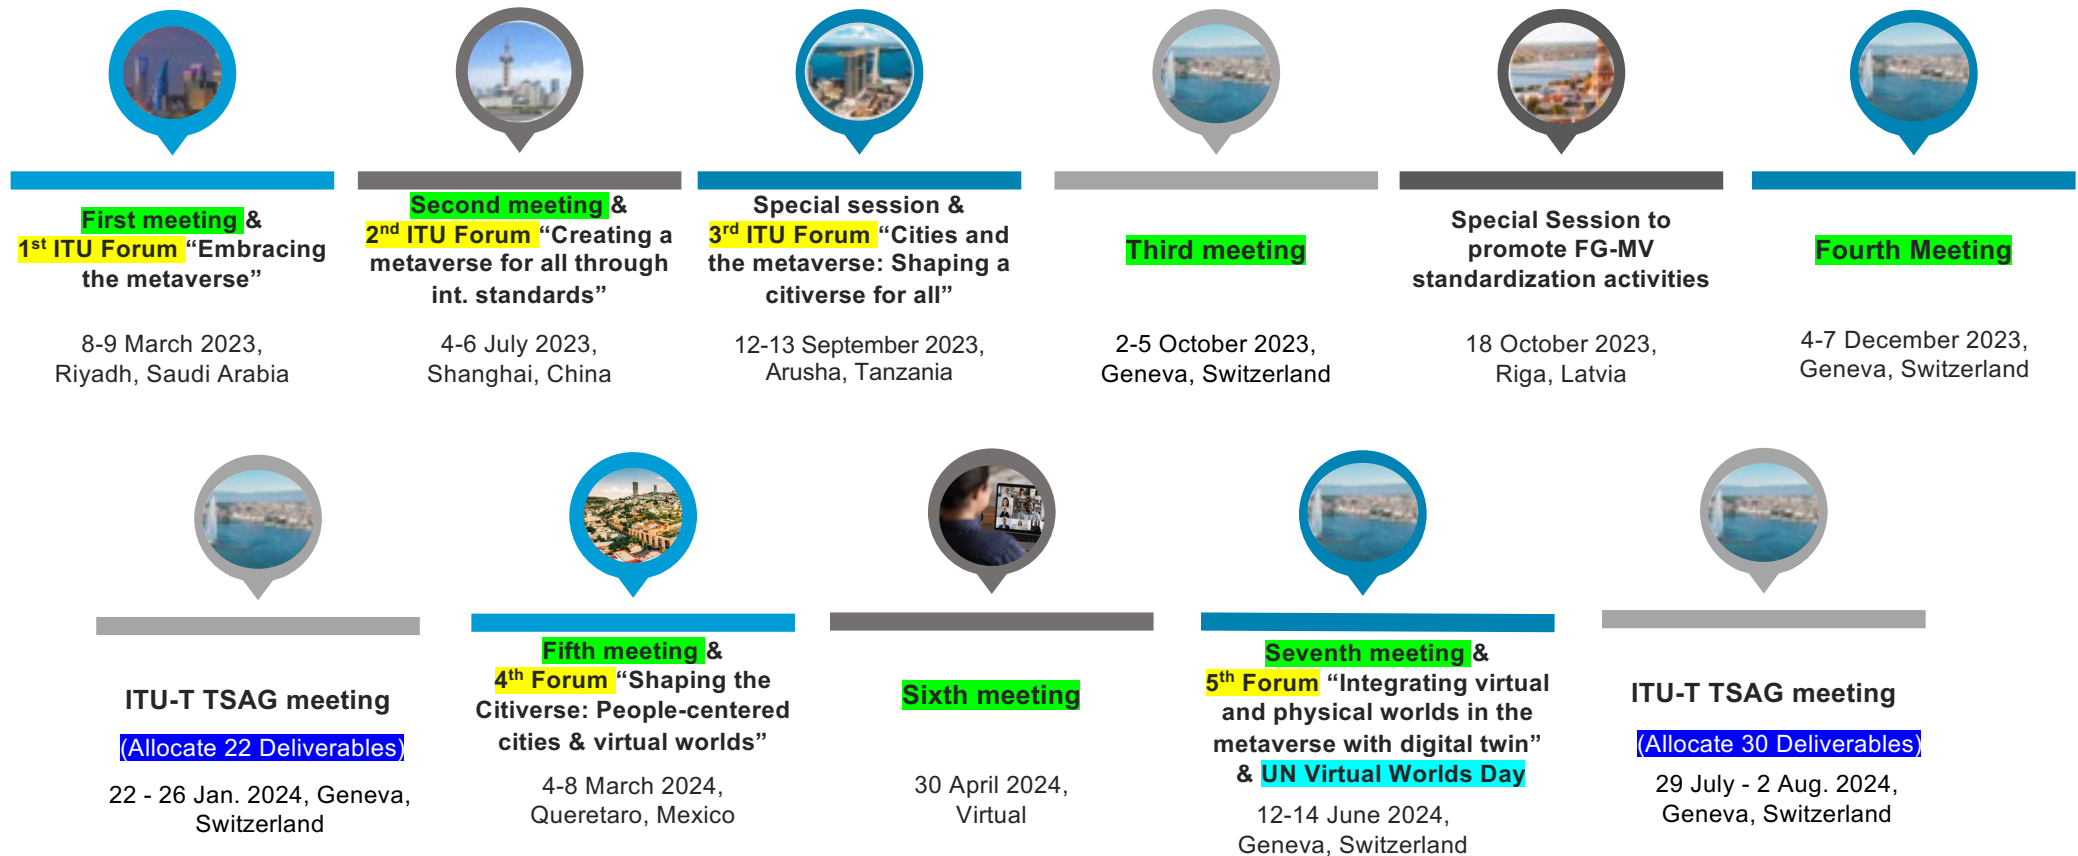 First meeting &
1st ITU Forum “Embracing
the metaverse”
8-9 March 2023,
Riyadh, Saudi Arabia
Second meeting &
2nd ITU Forum “Creating a
metaverse for all through
int. standards”
4-6 July 2023,
Shanghai, China
Special session &
3rd ITU Forum “Cities and
the metaverse: Shaping a
citiverse for all”
12-13 September 2023,
Arusha, Tanzania
Third meeting
2-5 October 2023,
Geneva, Switzerland
Special Session to
promote FG-MV
standardization activities
18 October 2023,
Riga, Latvia
Fourth Meeting
4-7 December 2023,
Geneva, Switzerland
ITU-T TSAG meeting
(Allocate 22 Deliverables)
22 - 26 Jan. 2024, Geneva,
Switzerland
Fifth meeting &
4th Forum “Shaping the
Citiverse: People-centered
cities & virtual worlds”
4-8 March 2024,
Queretaro, Mexico
Sixth meeting
30 April 2024,
Virtual
Seventh meeting &
5th Forum “Integrating virtual
and physical worlds in the
metaverse with digital twin”
& UN Virtual Worlds Day
12-14 June 2024,
Geneva, Switzerland
ITU-T TSAG meeting
(Allocate 30 Deliverables)
29 July - 2 Aug. 2024,
Geneva, Switzerland